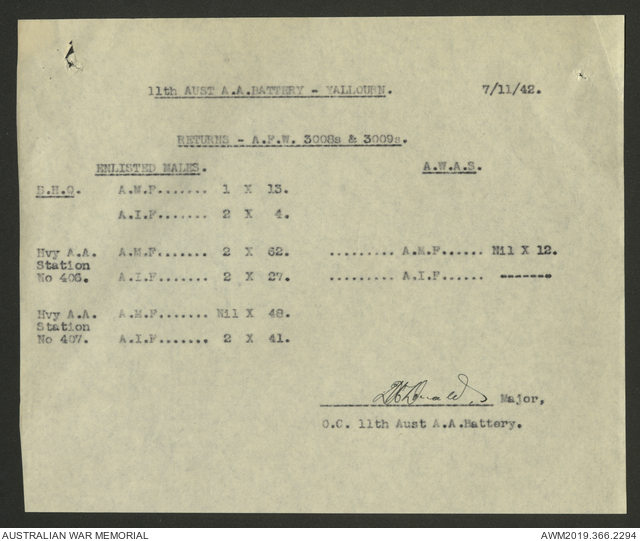 11th AUST A.A.BATTERY - YALLOURN. 7/11/42.
RETURNS - A.F.W. 3008s & 3009s.
ENLISTED MALES. A.W.A.S.
B.H.Q. A.M.F....... 1 X 13.
A.I.F....... 2 X 4.
Hvy A.A. A.M.F....... 2 X 62. ......... A.M.F...... Nil X 12.
Station
No 406. A.I.F....... 2 X 27. ......... A.I.F...... -------
Hvy A.A. A.M.F....... Nil X 48.
Station
No 407. A.I.F....... 2 X 41.
Major,
O.C. 11th Aust A.A.Battery.
AUSTRALIAN WAR MEMORIAL AWM2019.366.2294